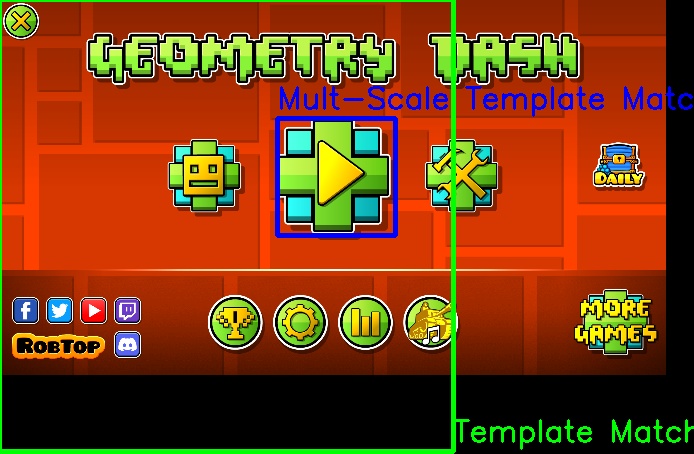 GEOMETRY DASH
Mult-Scale Template Matc
DAILY
ROBTOP
MORE
GAMES
Template Match